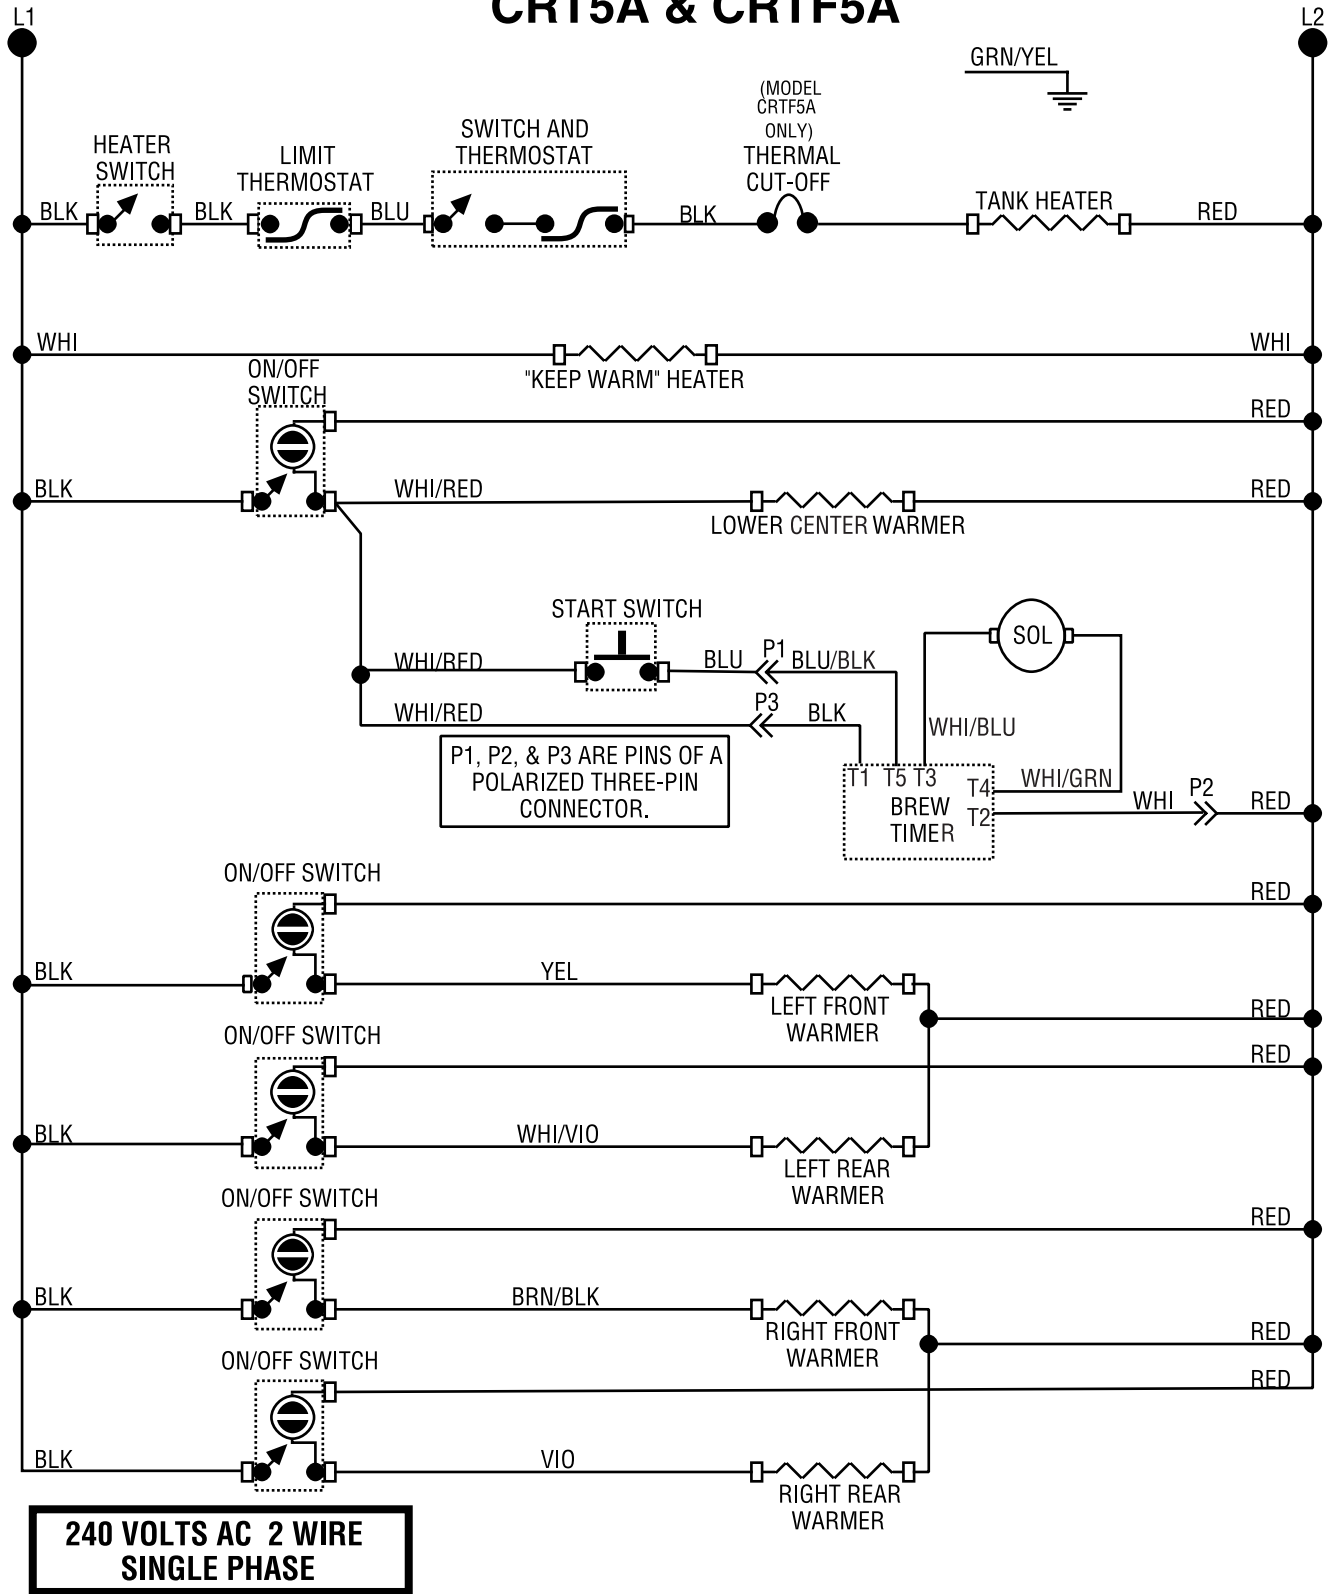 CRT5A & CRTF5A
L1
L2
GRN/YEL
(MODEL
CRTF5A
ONLY)
THERMAL
CUT-OFF
SWITCH AND
THERMOSTAT
HEATER
SWITCH
LIMIT
THERMOSTAT
TANK HEATER
BLK
BLK
BLU
BLK
RED
WHI
WHI
"KEEP WARM" HEATER
ON/OFF
SWITCH
RED
BLK
WHI/RED
RED
LOWER CENTER WARMER
START SWITCH
SOL
WHI/RED
BLU
P1
BLU/BLK
WHI/RED
P3
BLK
WHI/BLU
P1, P2, & P3 ARE PINS OF A
POLARIZED THREE-PIN
CONNECTOR.
T1 T5 T3
T4
WHI/GRN
BREW
TIMER
T2
WHI
P2
RED
ON/OFF SWITCH
RED
BLK
YEL
LEFT FRONT
WARMER
RED
ON/OFF SWITCH
RED
BLK
WHI/VIO
LEFT REAR
WARMER
ON/OFF SWITCH
RED
BLK
BRN/BLK
RIGHT FRONT
WARMER
RED
ON/OFF SWITCH
RED
BLK
VIO
RIGHT REAR
WARMER
240 VOLTS AC 2 WIRE
SINGLE PHASE